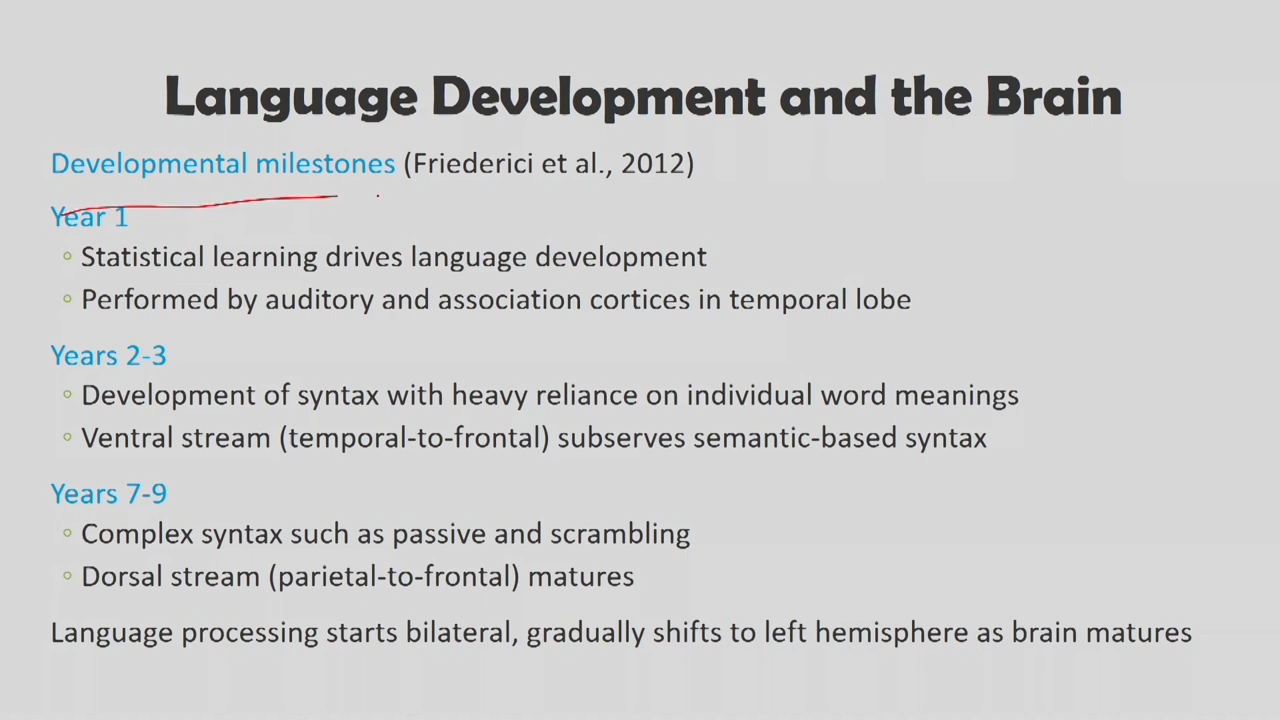 Language Development and the Brain
Developmental milestones (Friederici et al., 2012)
Year 1
◦ Statistical learning drives language development
◦ Performed by auditory and association cortices in temporal lobe
Years 2-3
◦ Development of syntax with heavy reliance on individual word meanings
◦ Ventral stream (temporal-to-frontal) subserves semantic-based syntax
Years 7-9
◦ Complex syntax such as passive and scrambling
◦ Dorsal stream (parietal-to-frontal) matures
Language processing starts bilateral, gradually shifts to left hemisphere as brain matures